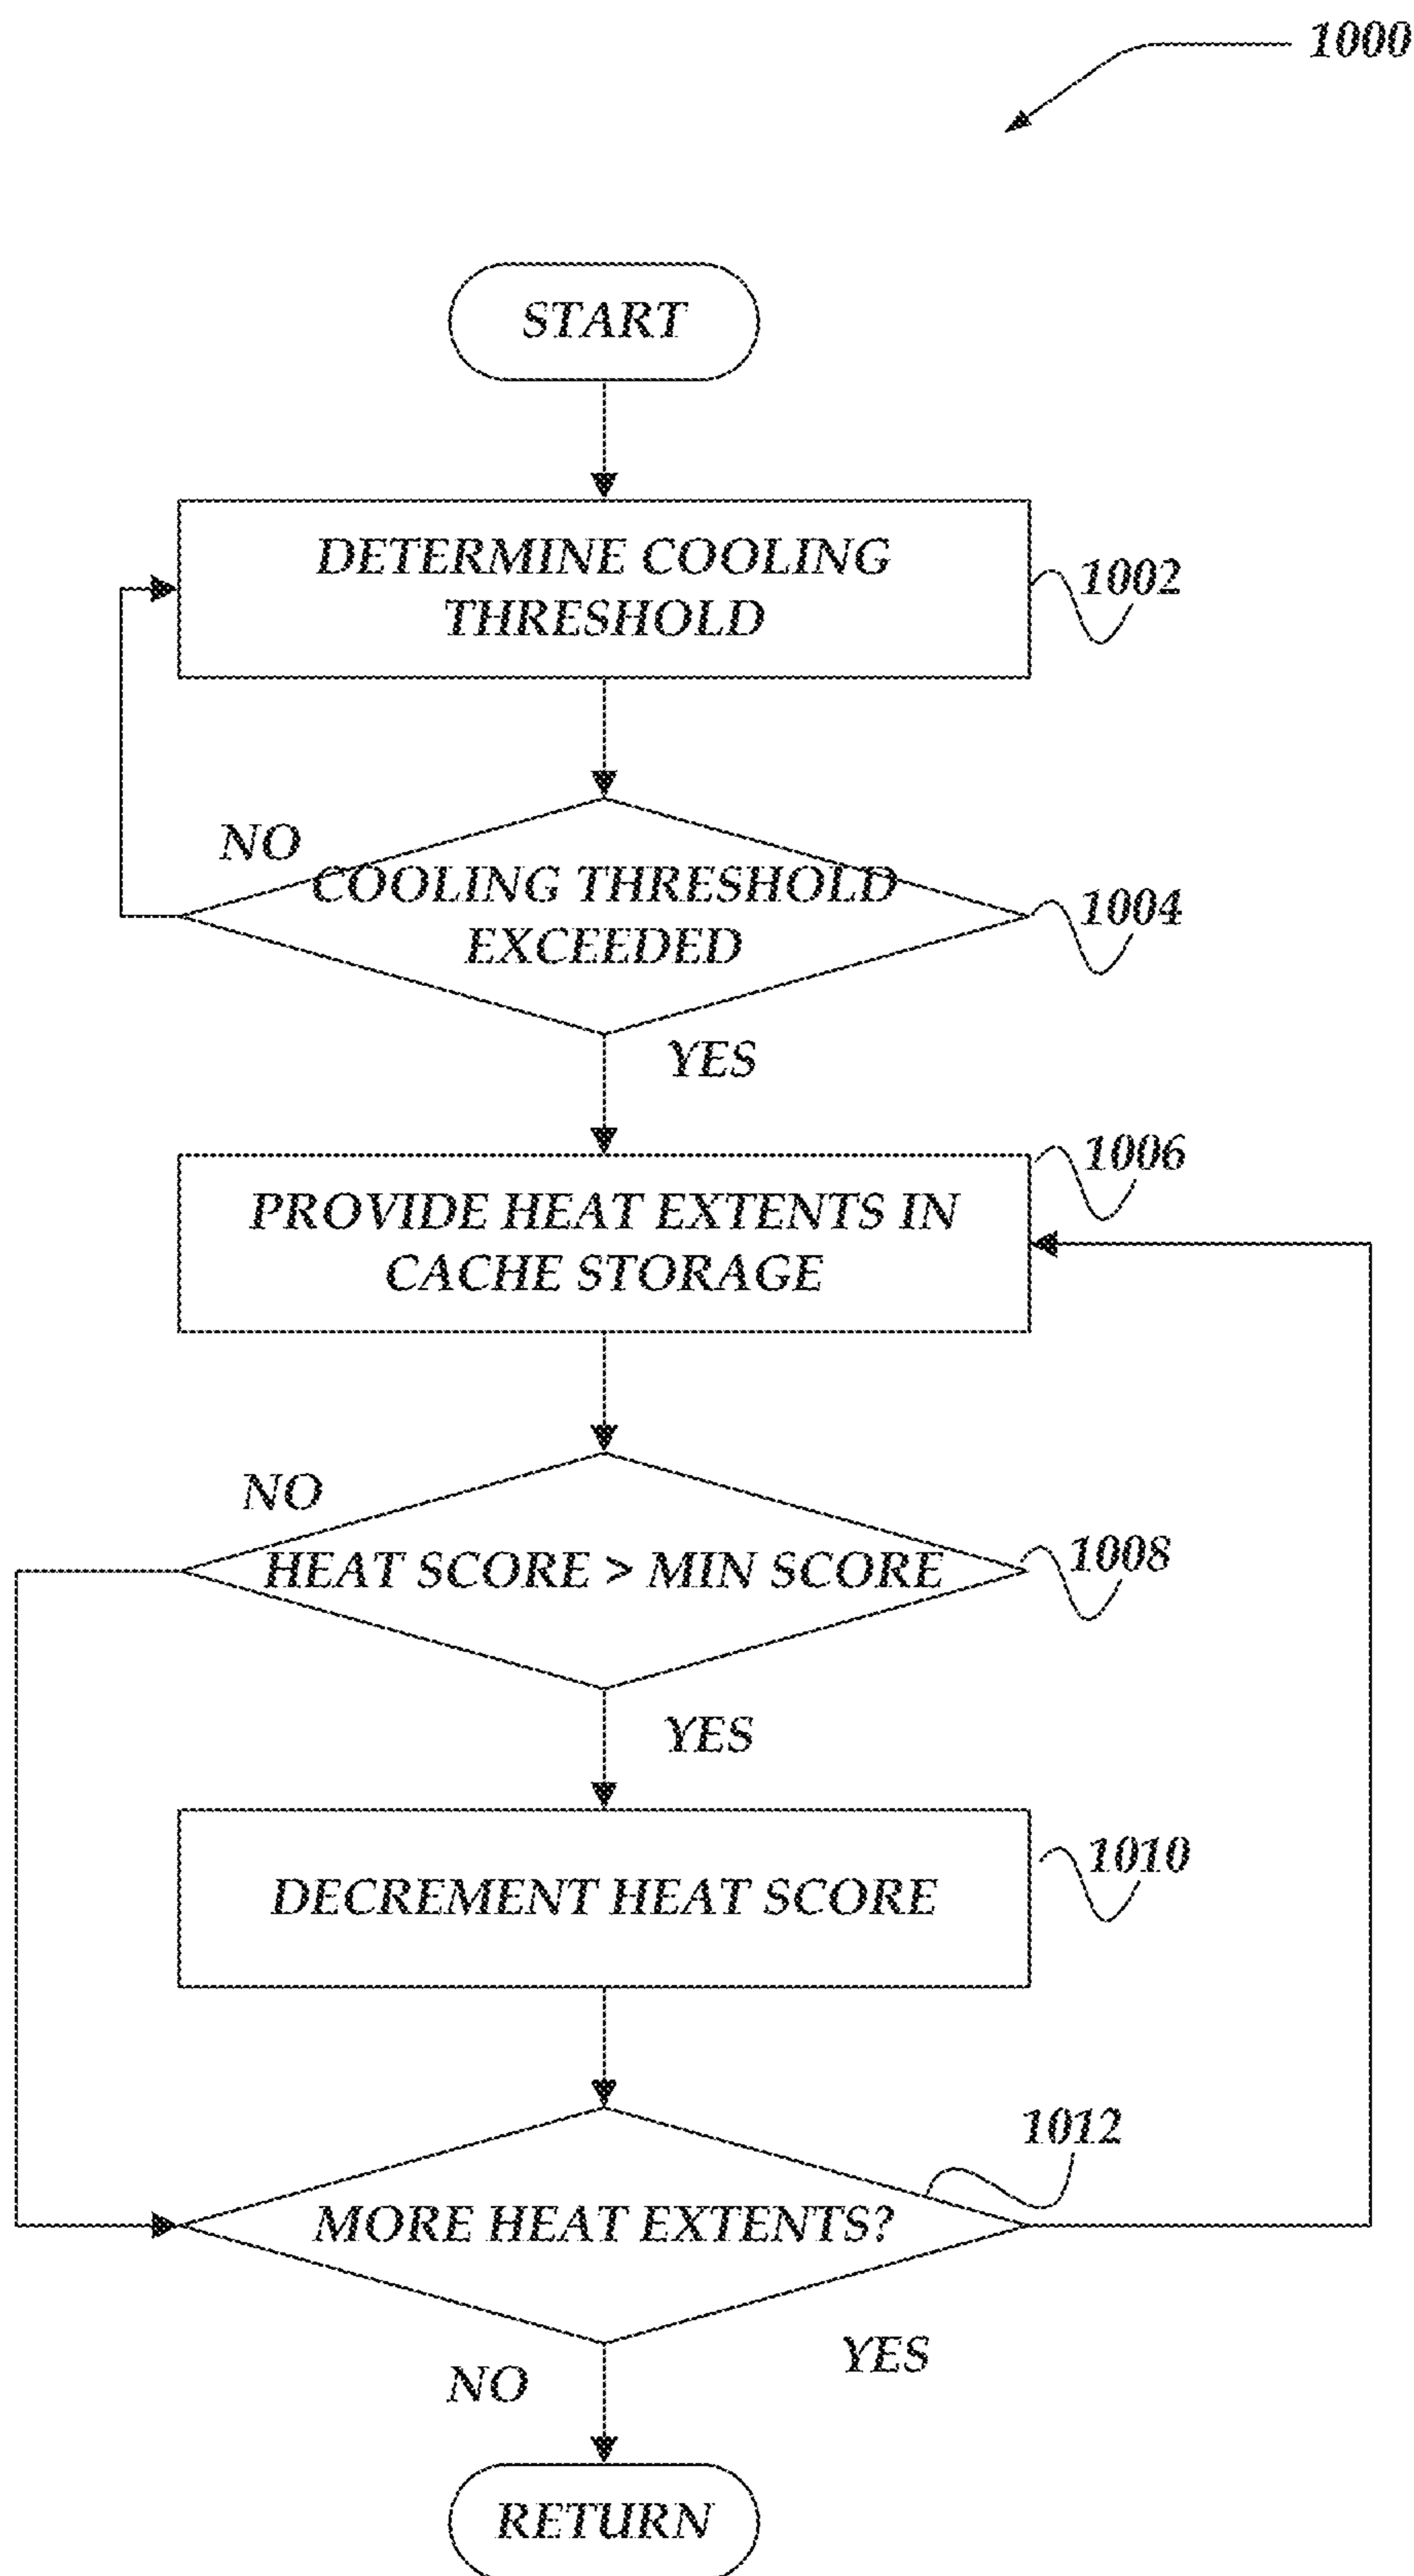 1000
START
DETERMINE COOLING
THRESHOLD
1002
NO
COOLING THRESHOLD
EXCEEDED
1004
YES
1006
PROVIDE HEAT EXTENTS IN
CACHE STORAGE
NO
HEAT SCORE > MIN SCORE
1008
YES
DECREMENT HEAT SCORE
1010
1012
MORE HEAT EXTENTS?
YES
NO
RETURN